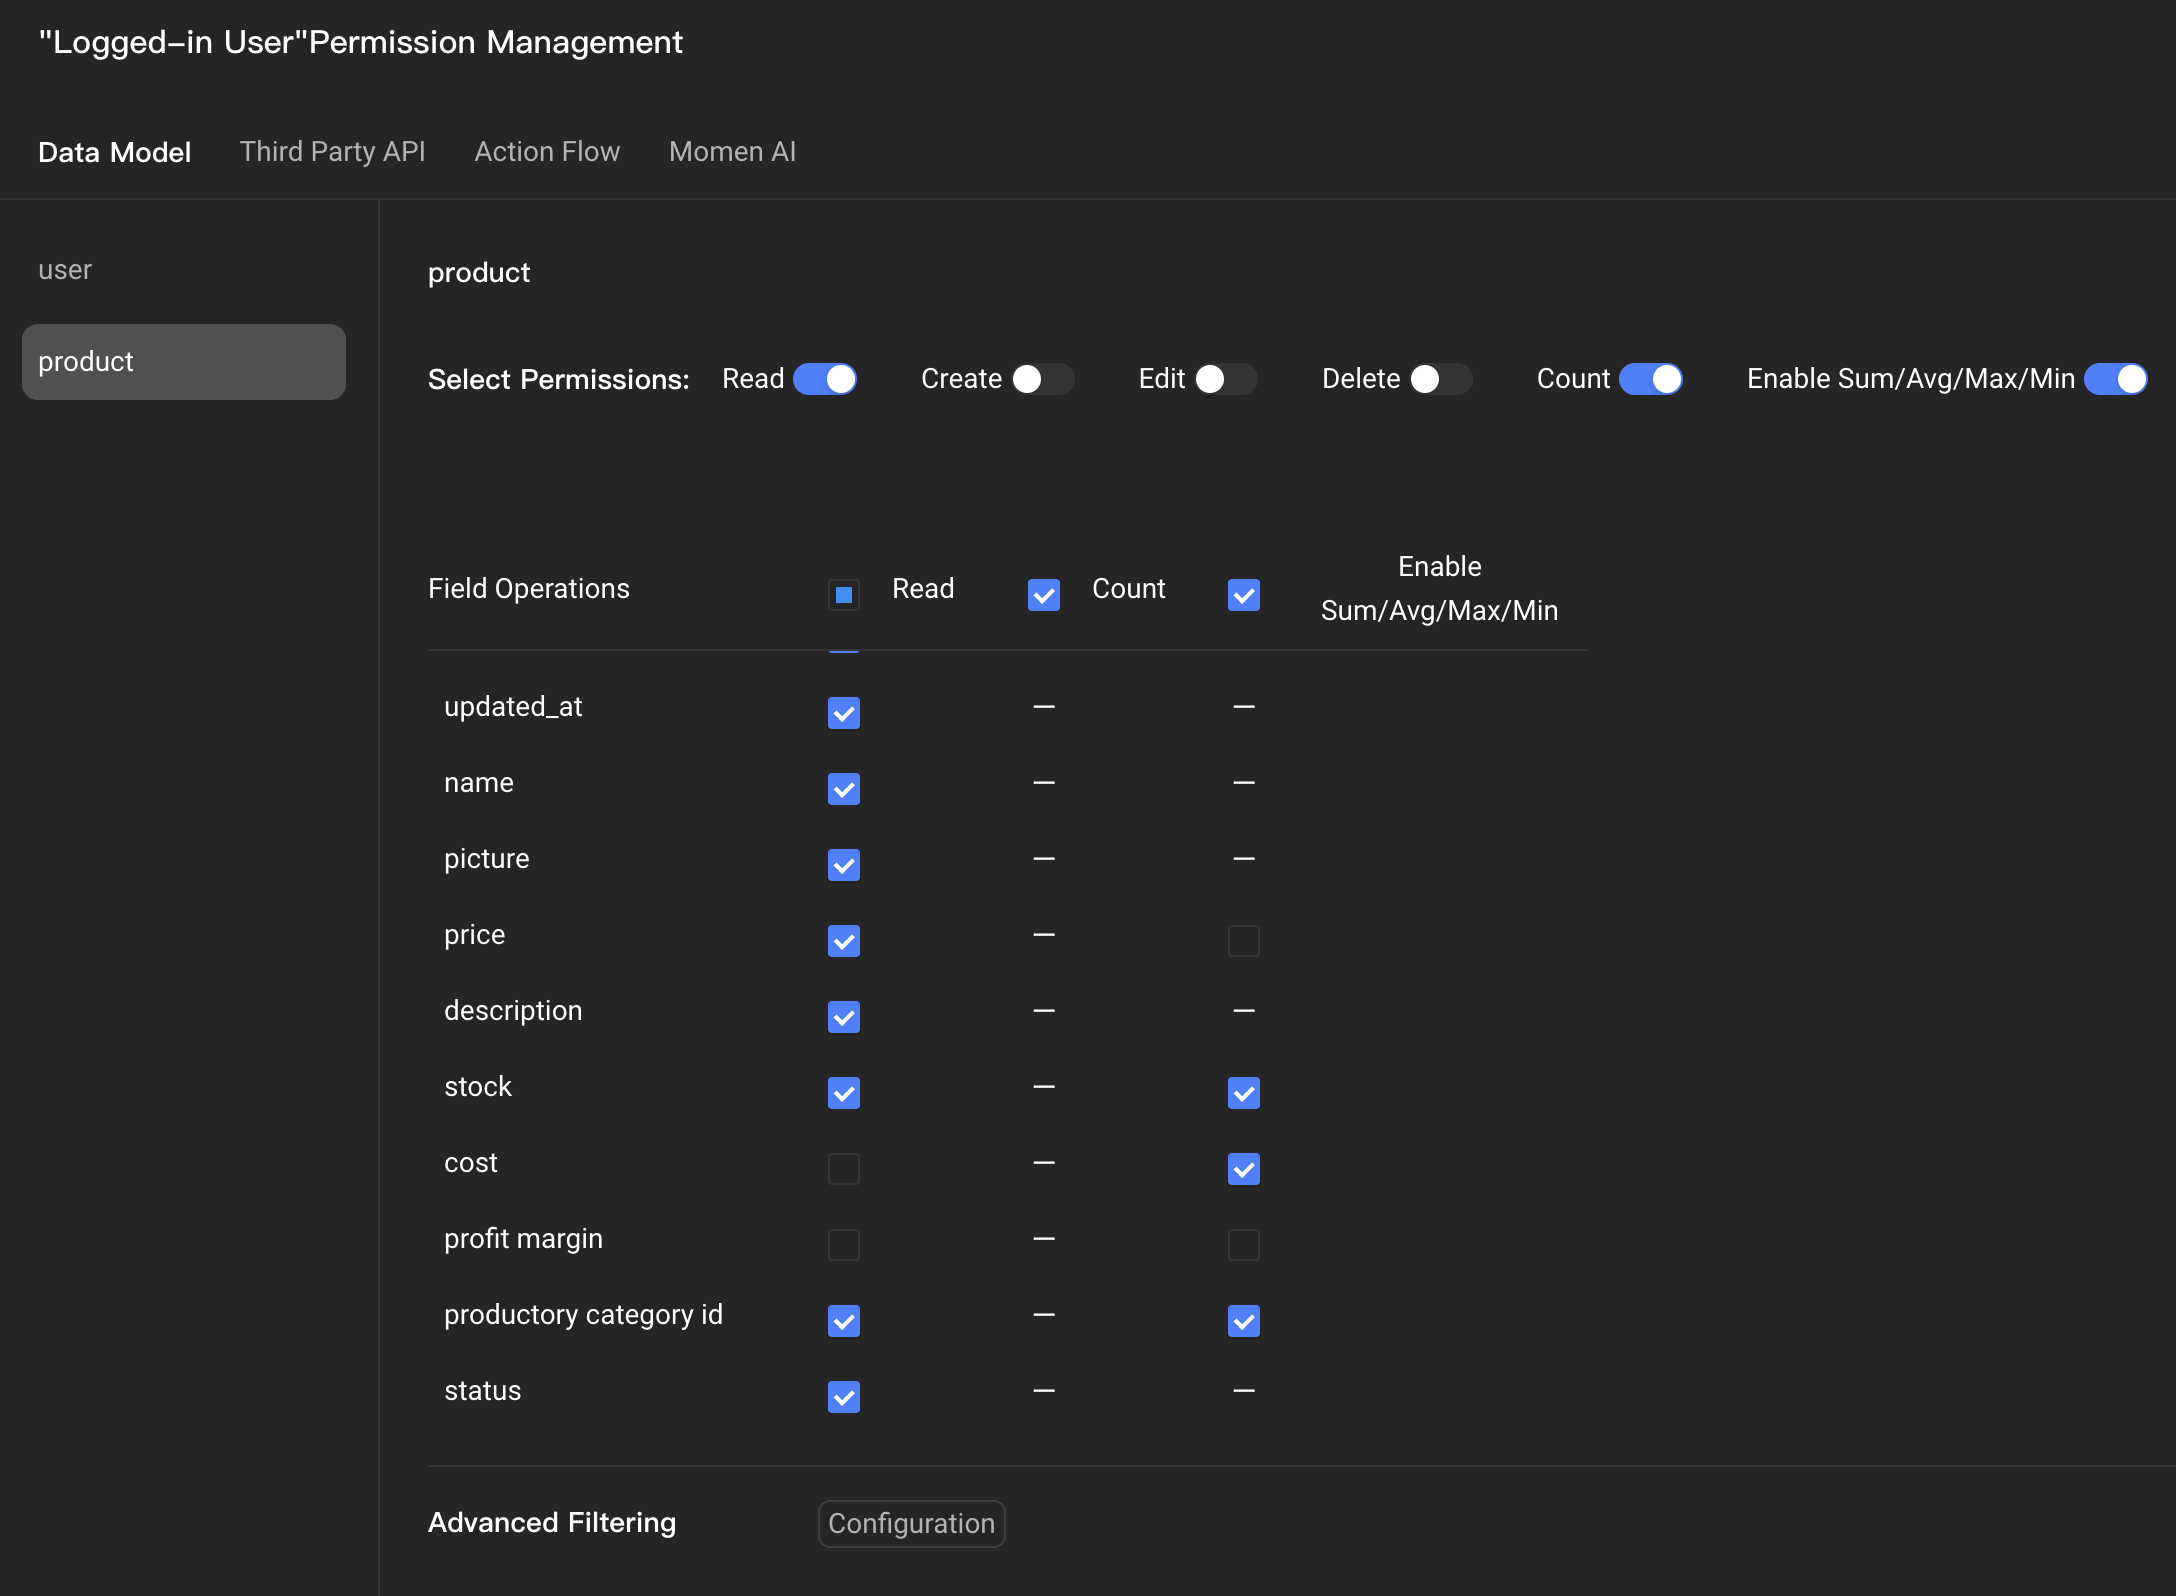 "Logged-in User"Permission Management
Data Model Third Party API Action Flow Momen AI
user
product
product
Select Permissions: Read Create Edit Delete Count Enable Sum/Avg/Max/Min
Field Operations Read Count Enable
Sum/Avg/Max/Min
updated_at — —
name — —
picture — —
price —
description — —
stock —
cost —
profit margin —
productory category id —
status — —
Advanced Filtering Configuration